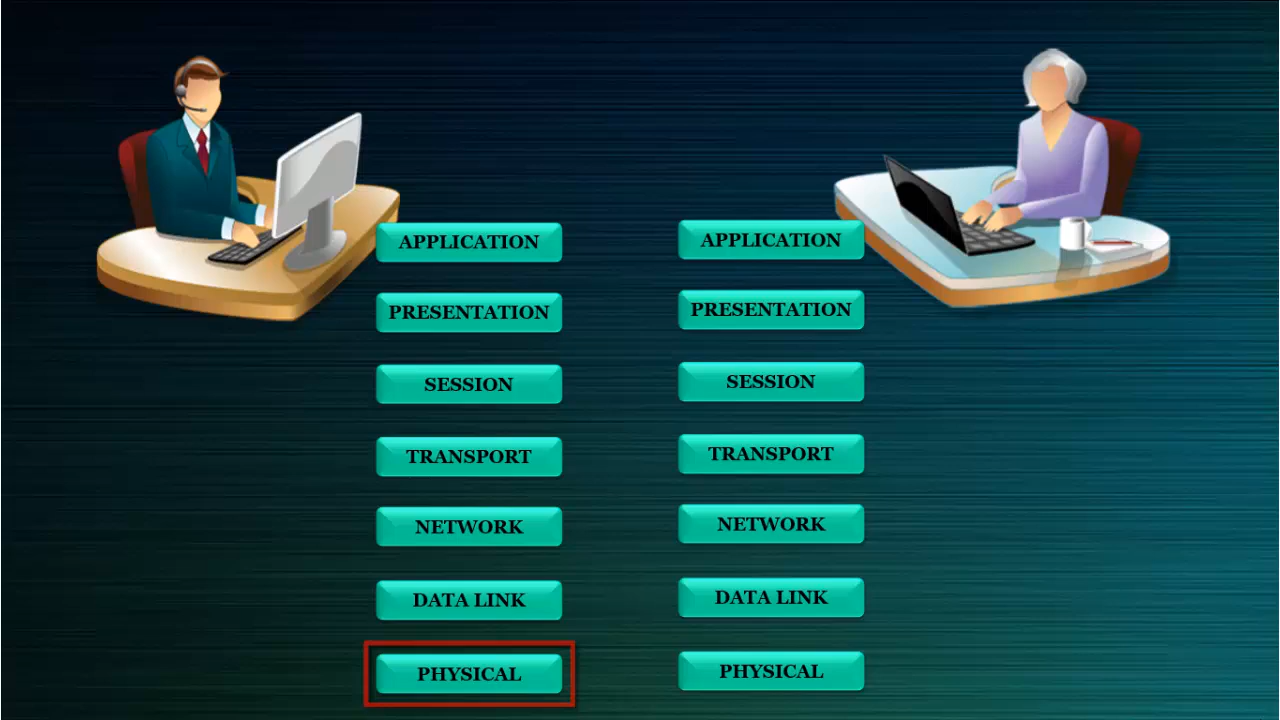 APPLICATION
APPLICATION
PRESENTATION
PRESENTATION
SESSION
SESSION
TRANSPORT
TRANSPORT
NETWORK
NETWORK
DATA LINK
DATA LINK
PHYSICAL
PHYSICAL